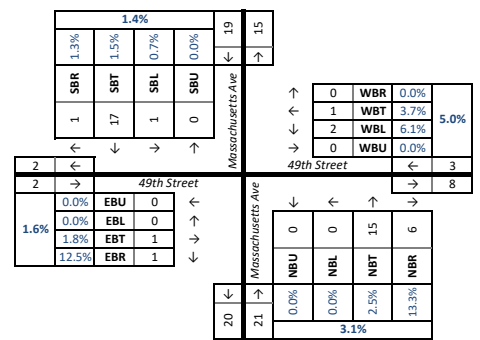 1.4%
19
15
1.3%
1.5%
0.7%
0.0%
↓
↑
SBR
SBT
SBL
SBU
Massachusetts Ave
1
17
1
0
← ↓ → ↑
↑ 0 WBR 0.0%
← 1 WBT 3.7%
↓ 2 WBL 6.1%
→ 0 WBU 0.0%
5.0%
2 ←
49th Street
← 3
2 →
49th Street
→ 8
1.6%
0.0% EBU 0 ←
0.0% EBL 0 ↑
1.8% EBT 1 →
12.5% EBR 1 ↓
Massachusetts Ave
↓ ← ↑ →
0
0
15
6
NBU
NBL
NBT
NBR
↓
↑
0.0%
0.0%
2.5%
13.3%
20
21
3.1%